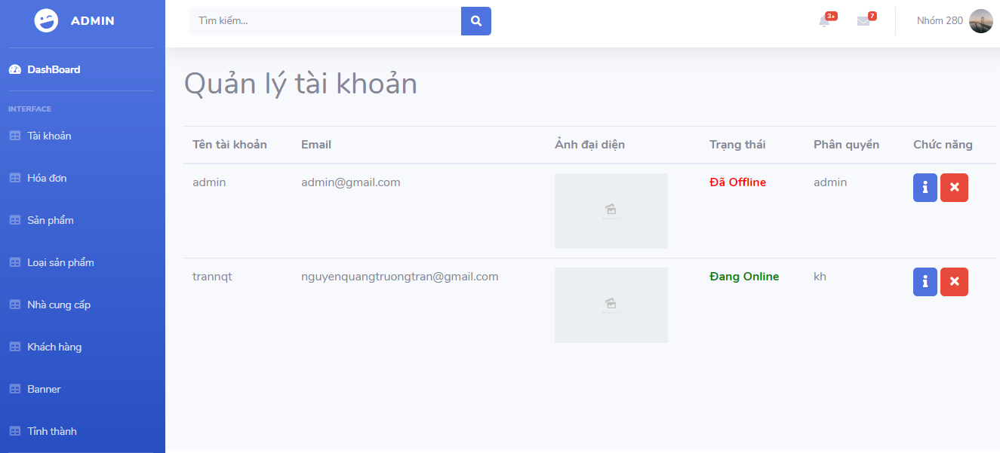 ADMIN
Tìm kiếm...
3+
7
Nhóm 280
DashBoard
INTERFACE
Tài khoản
Hóa đơn
Sản phẩm
Loại sản phẩm
Nhà cung cấp
Khách hàng
Banner
Tỉnh thành
Quản lý tài khoản
Tên tài khoản Email Ảnh đại diện Trạng thái Phân quyền Chức năng
admin admin@gmail.com Đã Offline admin
trannqt nguyenquangtruongtran@gmail.com Đang Online kh